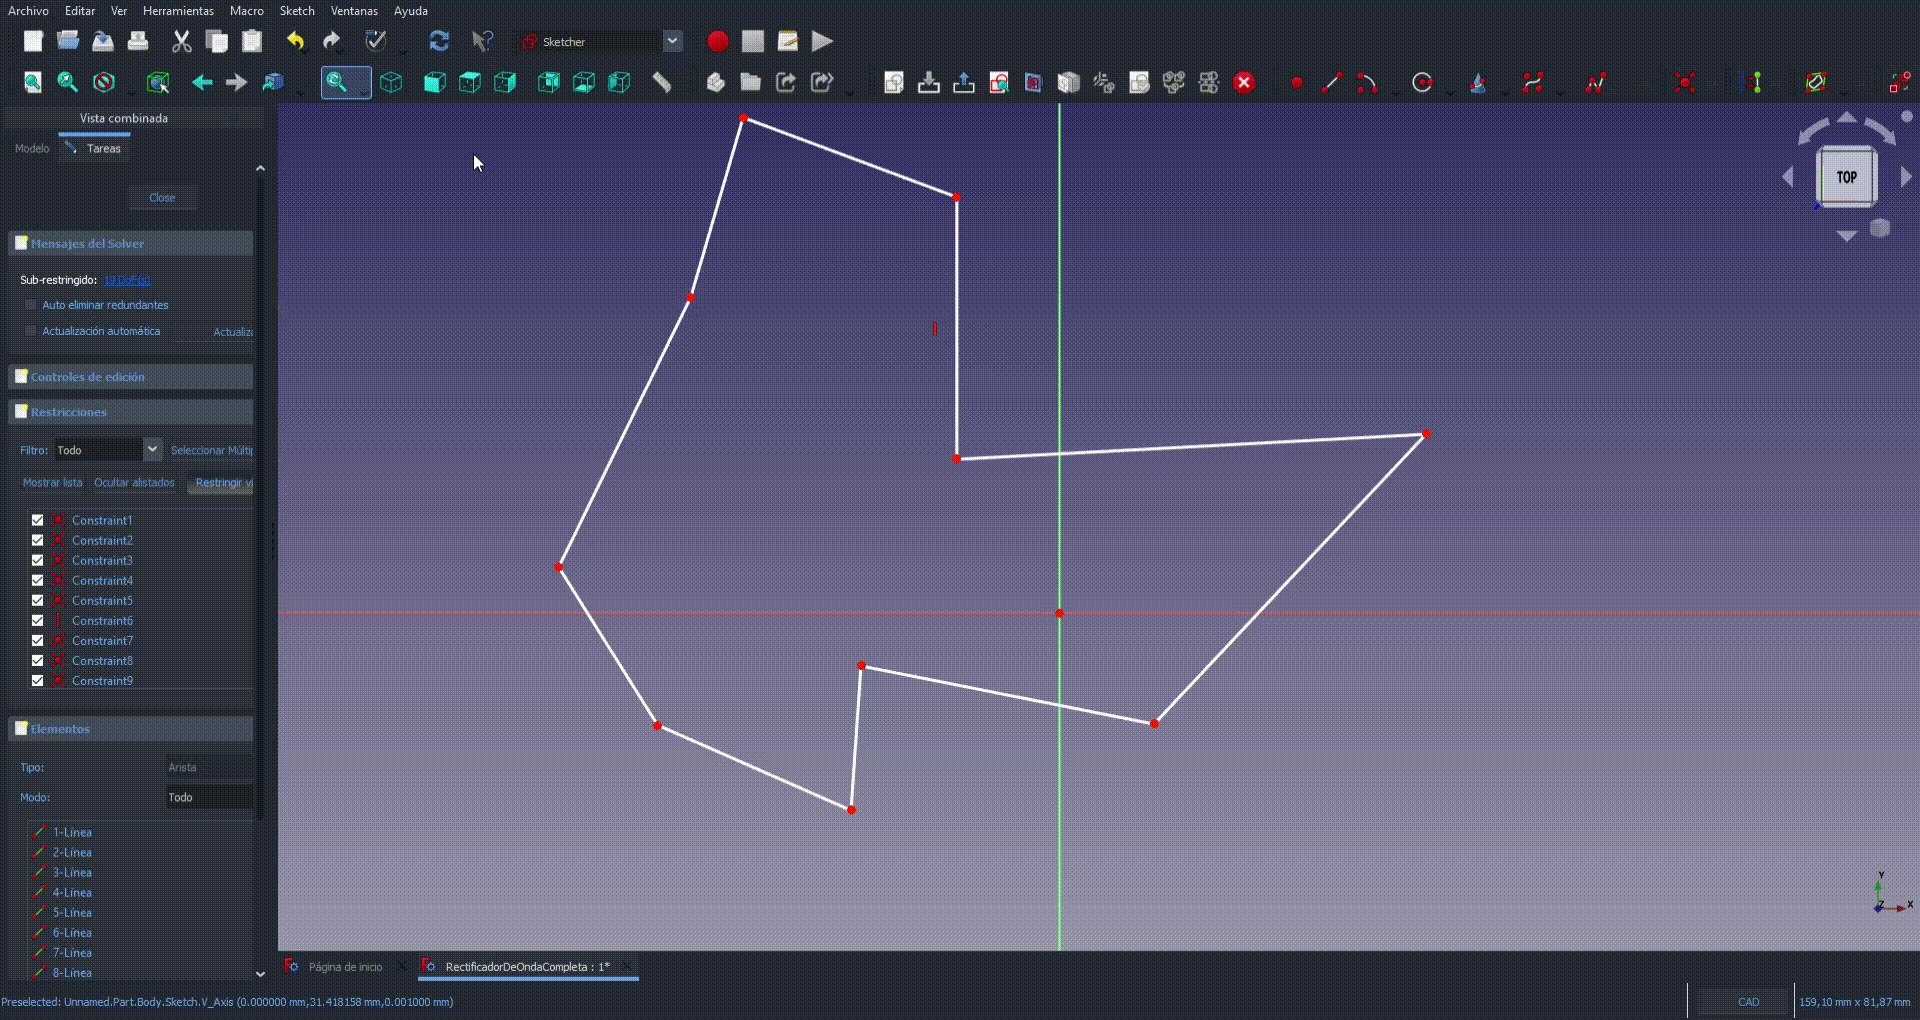 Archivo Editar Ver Herramientas Macro Sketch Ventanas Ayuda
Sketcher
Vista combinada
Modelo Tareas
Close
Mensajes del Solver
Sub-restringido: 19 DoF(s)
Auto eliminar redundantes
Actualización automática Actualiza
Controles de edición
Restricciones
Filtro: Todo Seleccionar Múltip
Mostrar lista Ocultar alistados Restringir vi
Constraint1
Constraint2
Constraint3
Constraint4
Constraint5
Constraint6
Constraint7
Constraint8
Constraint9
Elementos
Tipo: Arista
Modo: Todo
1-Línea
2-Línea
3-Línea
4-Línea
5-Línea
6-Línea
7-Línea
8-Línea
TOP
Y
Z X
Página de inicio RectificadorDeOndaCompleta : 1*
Preselected: Unnamed.Part.Body.Sketch.V_Axis (0.000000 mm,31.418158 mm,0.001000 mm)
CAD 159,10 mm x 81,87 mm